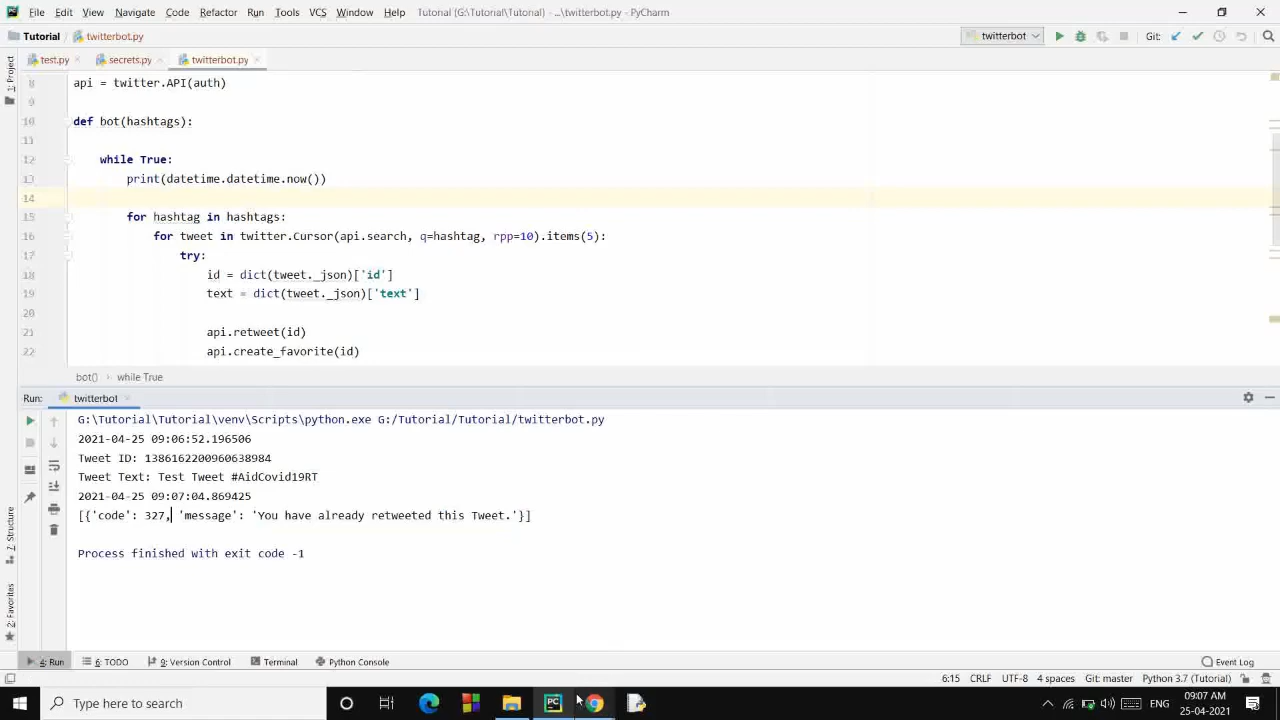 File Edit View Navigate Code Refactor Run Tools VCS Window Help Tutorial (G:\Tutorial\Tutorial) - ...\twitterbot.py - PyCharm
Tutorial twitterbot.py twitterbot Git:
test.py secrets.py twitterbot.py
1: Project
8 api = twitter.API(auth)
9
10 def bot(hashtags):
11
12 while True:
13 print(datetime.datetime.now())
14
15 for hashtag in hashtags:
16 for tweet in twitter.Cursor(api.search, q=hashtag, rpp=10).items(5):
17 try:
18 id = dict(tweet._json)['id']
19 text = dict(tweet._json)['text']
20
21 api.retweet(id)
22 api.create_favorite(id)
bot() › while True
Run: twitterbot
G:\Tutorial\Tutorial\venv\Scripts\python.exe G:/Tutorial/Tutorial/twitterbot.py
2021-04-25 09:06:52.196506
Tweet ID: 1386162200960638984
Tweet Text: Test Tweet #AidCovid19RT
2021-04-25 09:07:04.869425
[{'code': 327, 'message': 'You have already retweeted this Tweet.'}]
Process finished with exit code -1
7: Structure
2: Favorites
4: Run 6: TODO 9: Version Control Terminal Python Console Event Log
6:15 CRLF UTF-8 4 spaces Git: master Python 3.7 (Tutorial)
Type here to search PC ENG 09:07 AM
25-04-2021